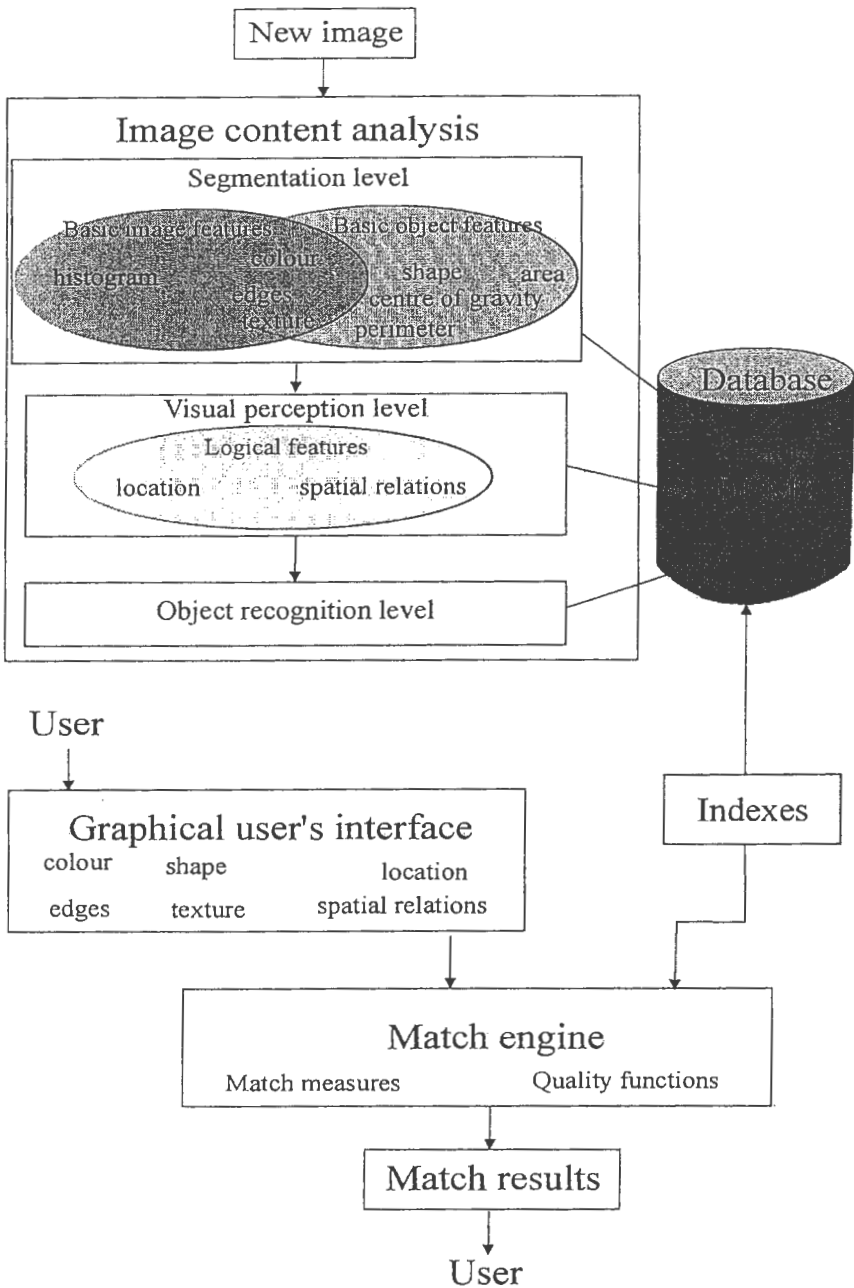 New image
Image content analysis
Segmentation level
Basic image features
Basic object features
colour
histogram
shape
area
edges
centre of gravity
texture
perimeter
Database
Visual perception level
Logical features
location
spatial relations
Object recognition level
User
Graphical user's interface
colour
shape
location
edges
texture
spatial relations
Indexes
Match engine
Match measures
Quality functions
Match results
User